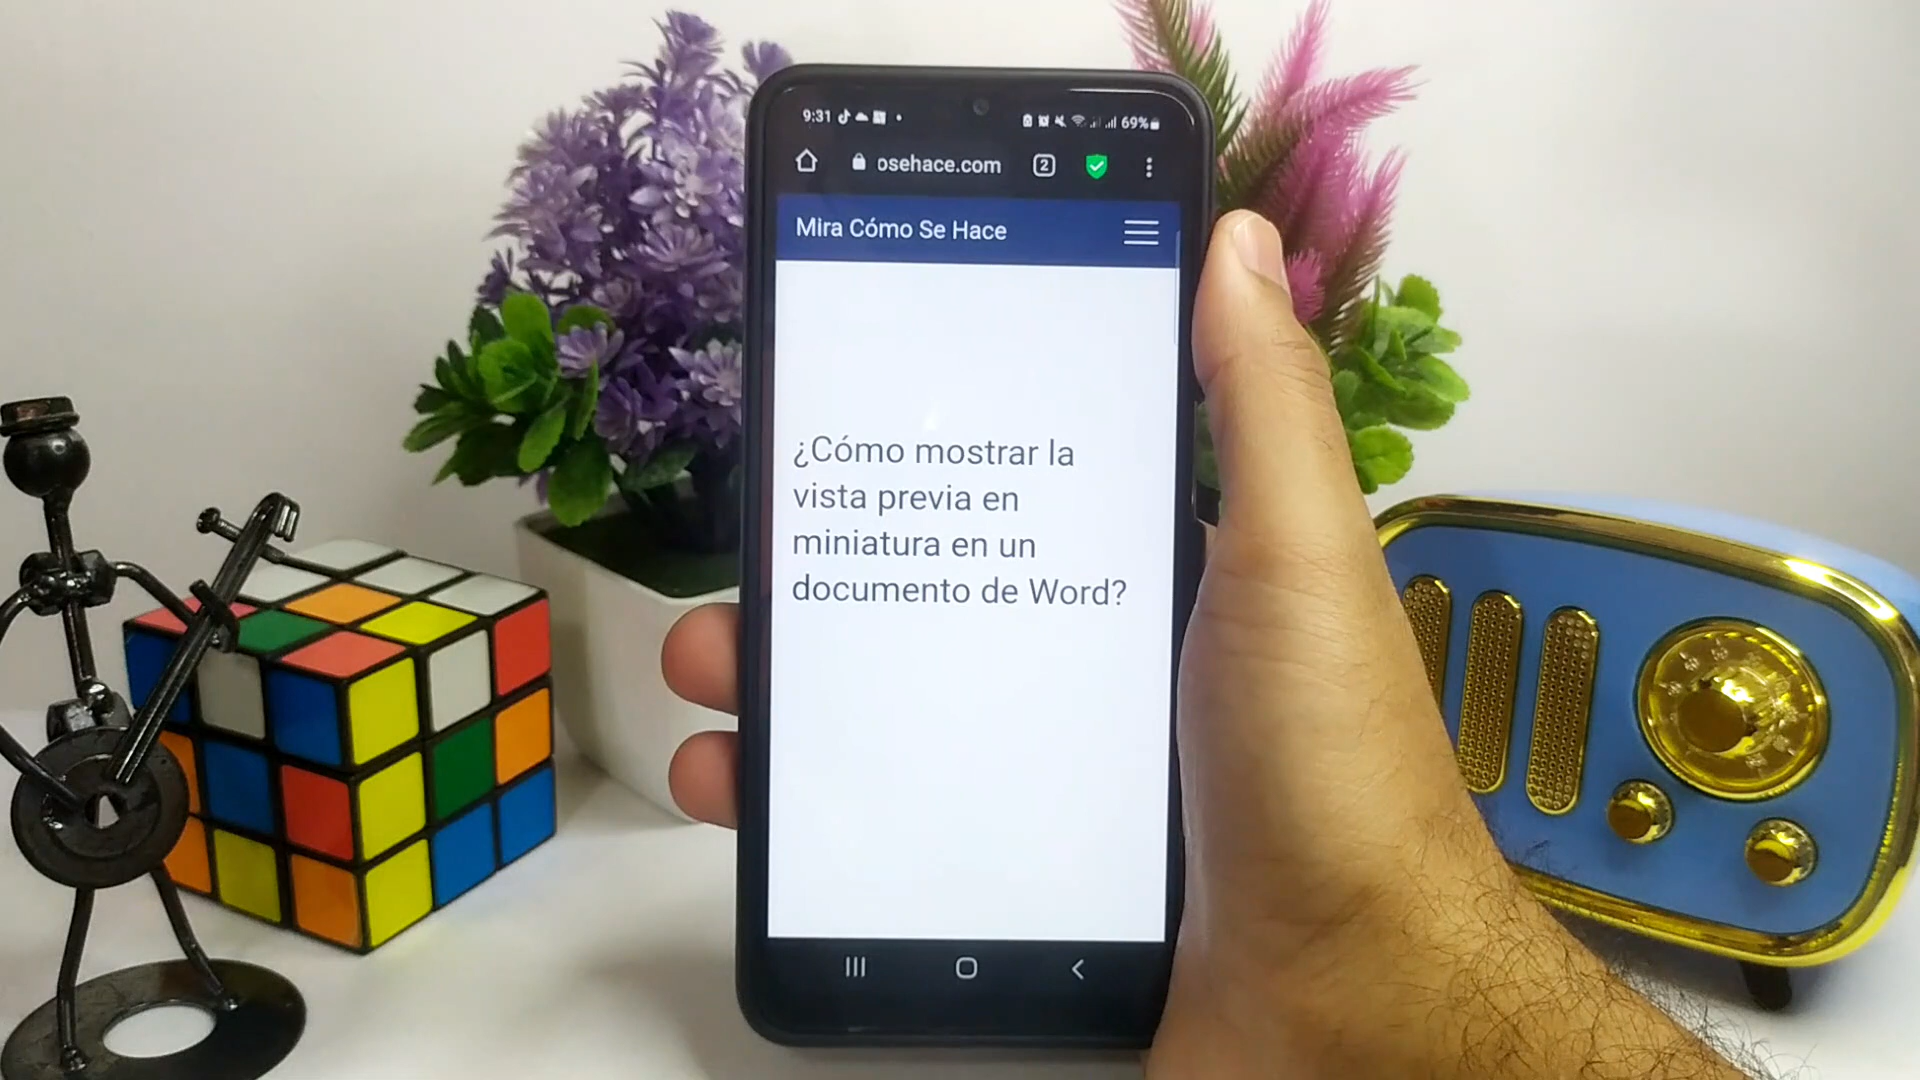 9:31
69%
osehace.com
2
Mira Cómo Se Hace
¿Cómo mostrar la
vista previa en
miniatura en un
documento de Word?